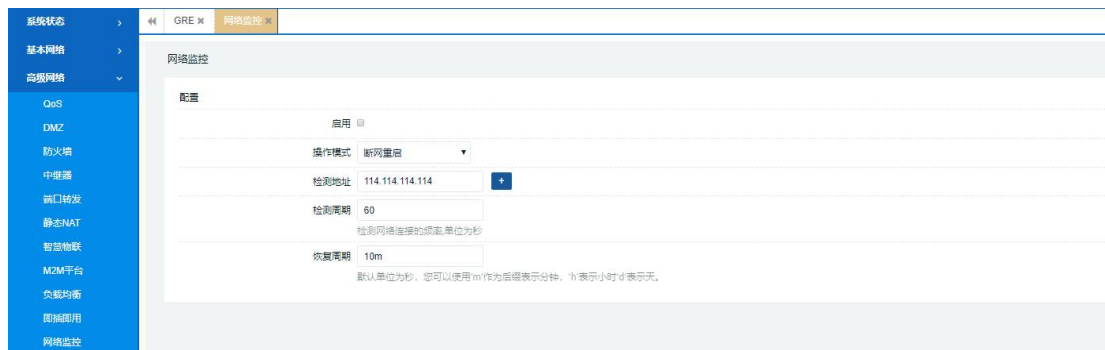 系统状态
GRE
网络监控
基本网络
网络监控
高级网络
配置
QoS
启用
DMZ
操作模式 断网重启
防火墙
中继器
检测地址 114.114.114.114 +
端口转发
检测周期 60
静态NAT
检测网络连接的频率,单位为秒
智慧物联
恢复周期 10m
M2M平台
默认单位为秒，您可以使用'm'作为后缀表示分钟，'h'表示小时'd'表示天。
负载均衡
即插即用
网络监控